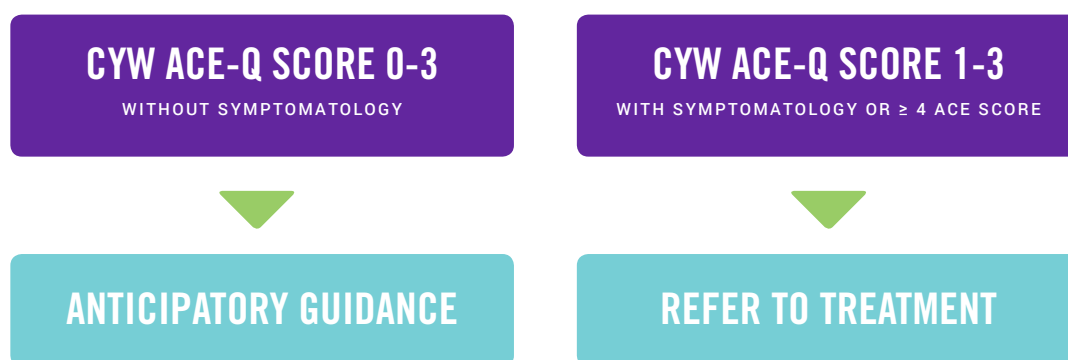 CYW ACE-Q SCORE 0-3
WITHOUT SYMPTOMATOLOGY
ANTICIPATORY GUIDANCE
CYW ACE-Q SCORE 1-3
WITH SYMPTOMATOLOGY OR ≥ 4 ACE SCORE
REFER TO TREATMENT